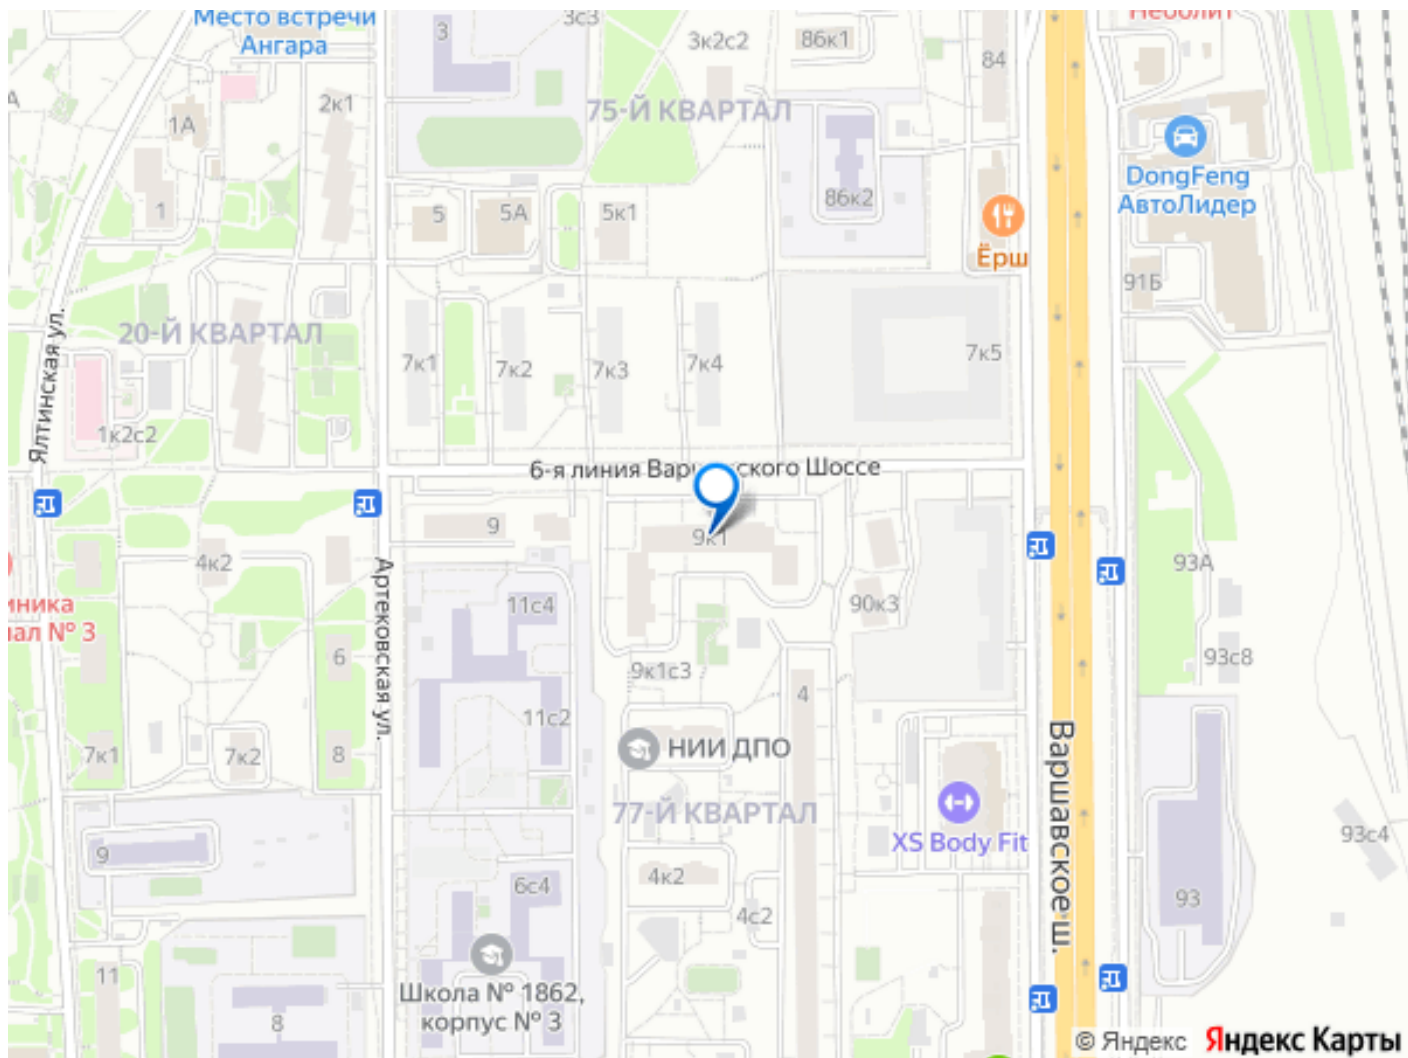 Место встречи
Ангара
3
3с3
3к2с2
86к1
84
Неболит
2к1
1А
75-Й КВАРТАЛ
DongFeng
АвтоЛидер
86к2
1
5
5А
5к1
Ёрш
91Б
Ялтинская ул.
20-Й КВАРТАЛ
7к1
7к2
7к3
7к4
7к5
1к2с2
6-я линия Варшавского Шоссе
9
9к1
4к2
Артековская ул.
11с4
90к3
93А
иника
ал № 3
6
9к1с3
93с8
4
11с2
7к1
7к2
8
НИИ ДПО
Варшавское ш.
77-Й КВАРТАЛ
XS Body Fit
93с4
9
6с4
4к2
4с2
93
11
Школа № 1862,
корпус № 3
8
© Яндекс Яндекс Карты